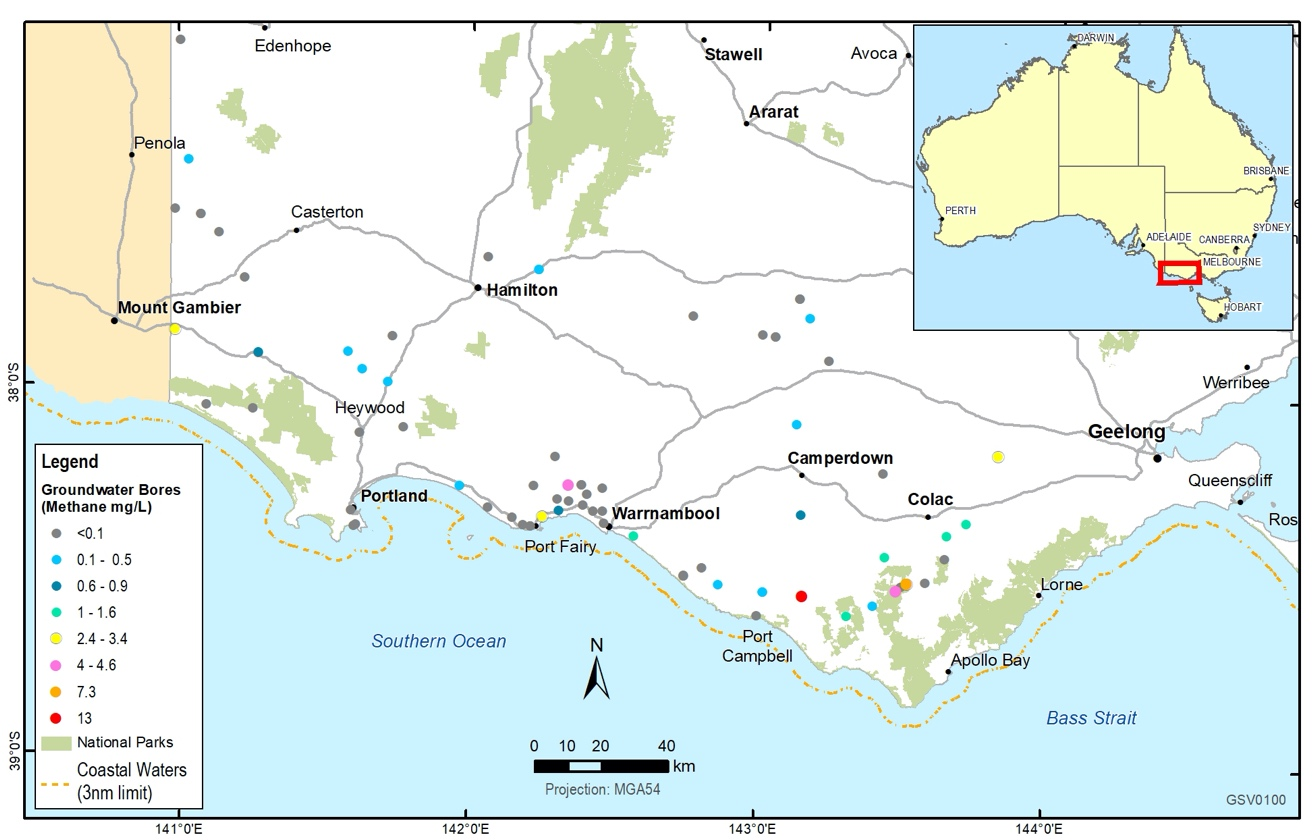 Edenhope
Stawell
Avoca
Ararat
Penola
Casterton
Mount Gambier
Hamilton
Heywood
Portland
Port Fairy
Warrnambool
Camperdown
Colac
Geelong
Werribee
Queenscliff
Ros
Lorne
Apollo Bay
Port
Campbell
e
Southern Ocean
Bass Strait
DARWIN
BRISBANE
PERTH
ADELAIDE
CANBERRA
SYDNEY
MELBOURNE
HOBART
Legend
Groundwater Bores
(Methane mg/L)
<0.1
0.1 - 0.5
0.6 - 0.9
1 - 1.6
2.4 - 3.4
4 - 4.6
7.3
13
National Parks
Coastal Waters
(3nm limit)
N
0 10 20 40
km
Projection: MGA54
GSV0100
38°0'S
39°0'S
141°0'E
142°0'E
143°0'E
144°0'E